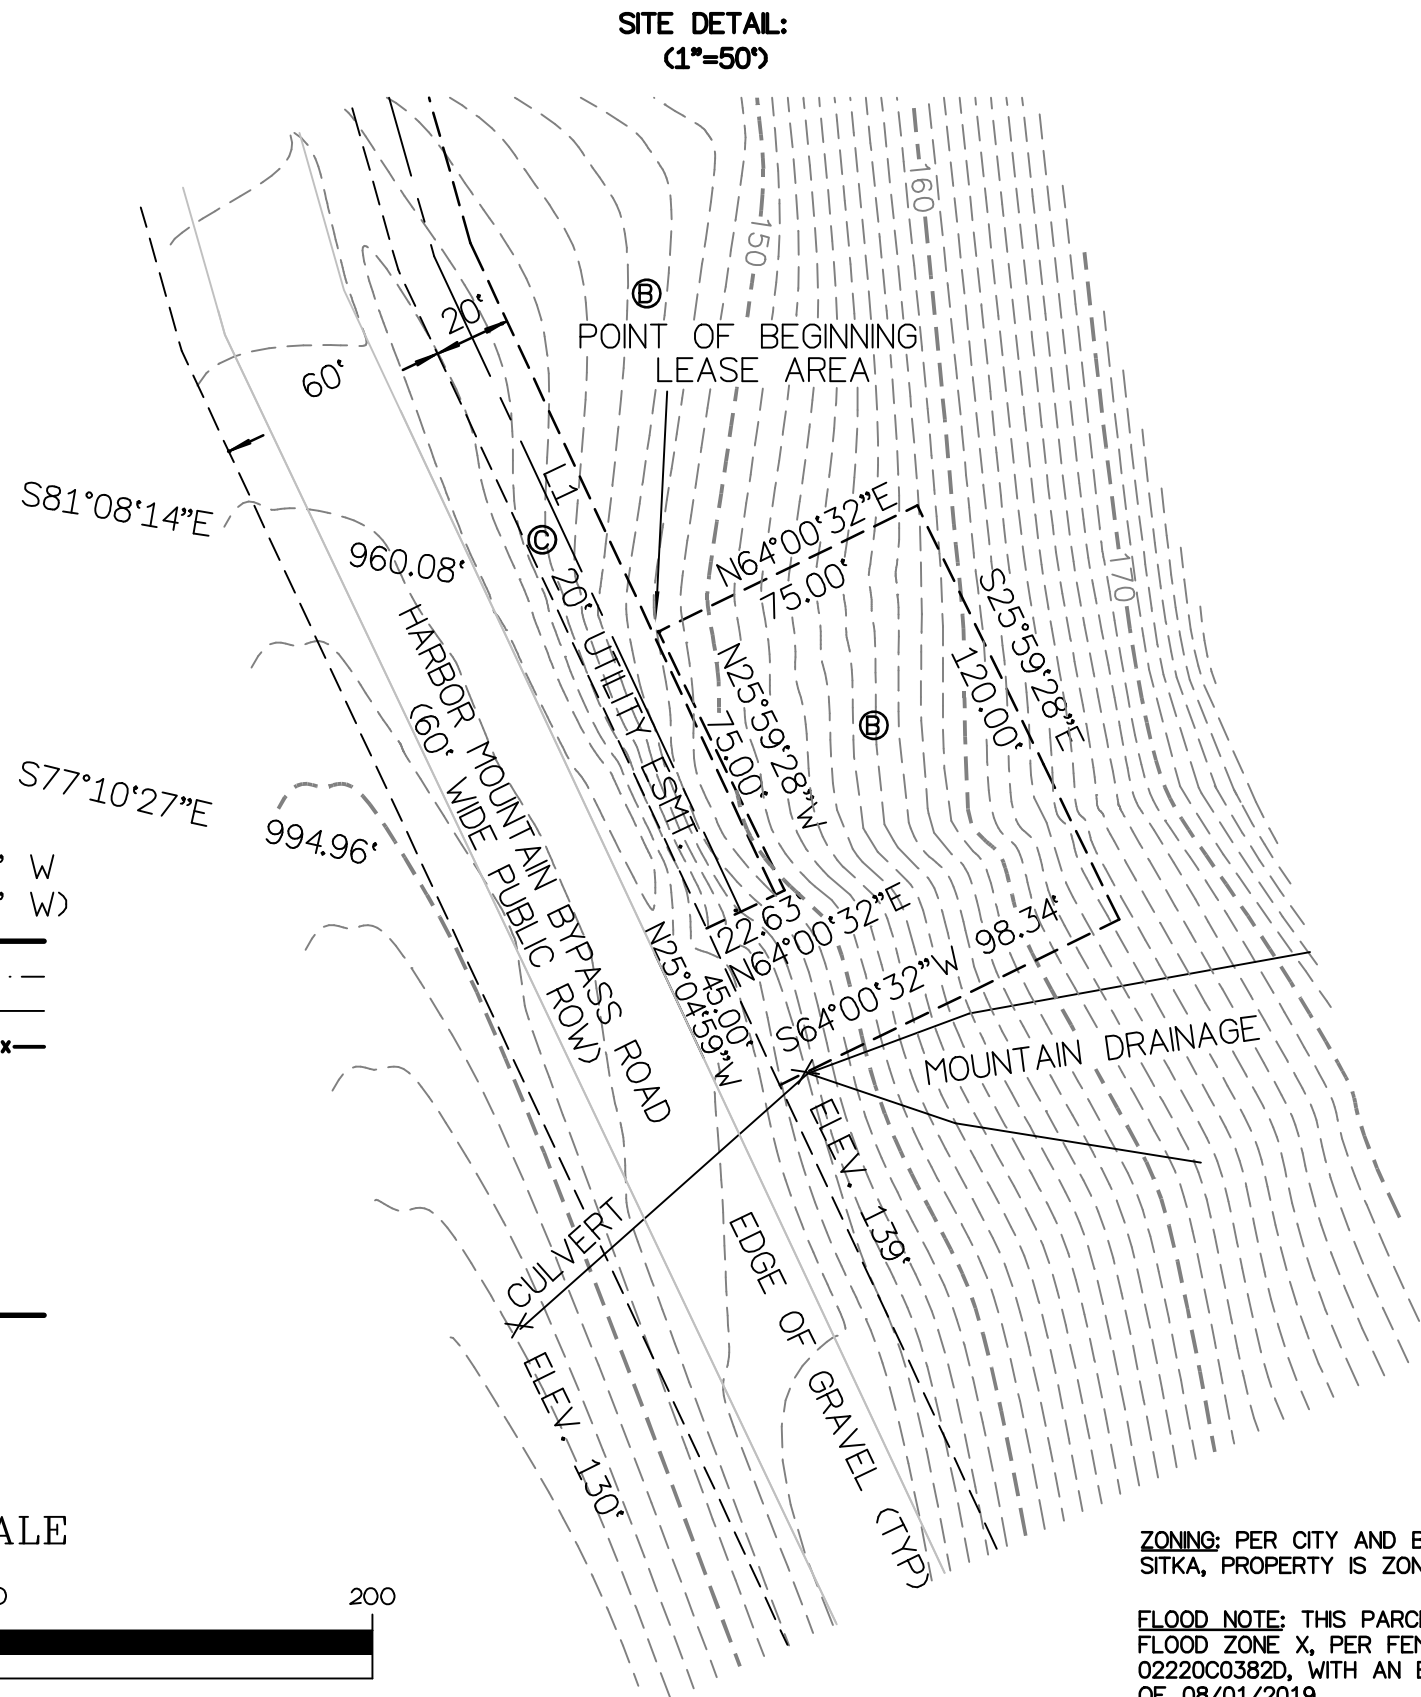 SITE DETAIL:
(1"=50')
160
150
B
20'
POINT OF BEGINNING
LEASE AREA
60'
L1
S81°08'14"E
960.08'
C
N64°00'32"E
75.00'
170
S25°59'28"E
120.00'
20' UTILITY ESMT.
HARBOR MOUNTAIN BYPASS ROAD
(60' WIDE PUBLIC ROW)
N25°59'28"W
75.00'
B
S77°10'27"E
994.96'
" W
" W)
22.63
N64°00'32"E
N25°04'59"W
45.00'
S64°00'32"W 98.34'
x
MOUNTAIN DRAINAGE
ELEV. 139'
CULVERT
EDGE OF GRAVEL (TYP)
ELEV. 130'
ALE
200
ZONING: PER CITY AND
SITKA, PROPERTY IS
FLOOD NOTE: THIS
FLOOD ZONE X, PER
02220C0382D, WITH AN
OF 08/01/2019